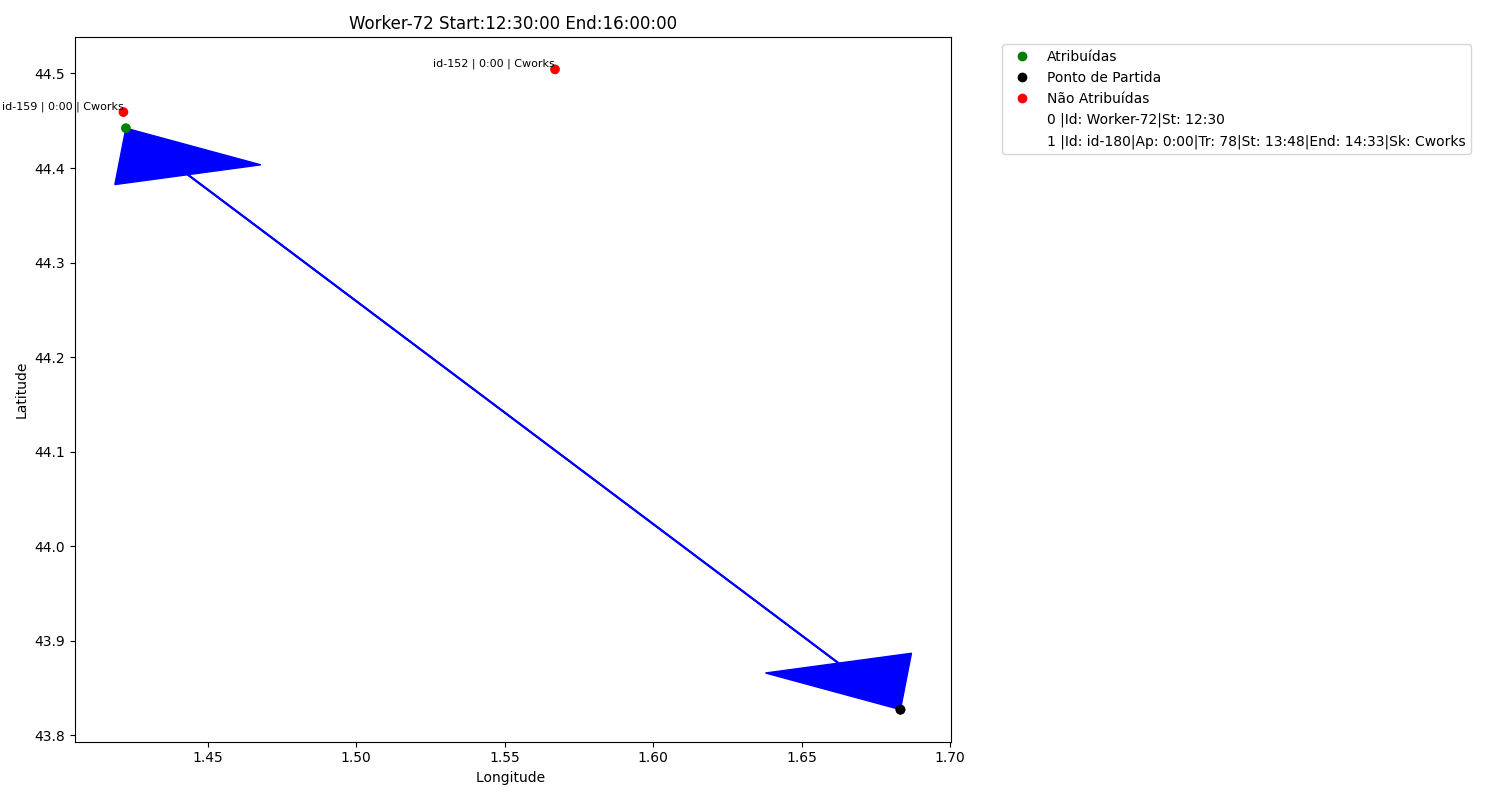 Worker-72 Start:12:30:00 End:16:00:00
id-152 | 0:00 | Cworks
id-159 | 0:00 | Cworks
44.5
44.4
44.3
44.2
44.1
44.0
43.9
43.8
Latitude
1.45
1.50
1.55
1.60
1.65
1.70
Longitude
Atribuídas
Ponto de Partida
Não Atribuídas
0 |Id: Worker-72|St: 12:30
1 |Id: id-180|Ap: 0:00|Tr: 78|St: 13:48|End: 14:33|Sk: Cworks